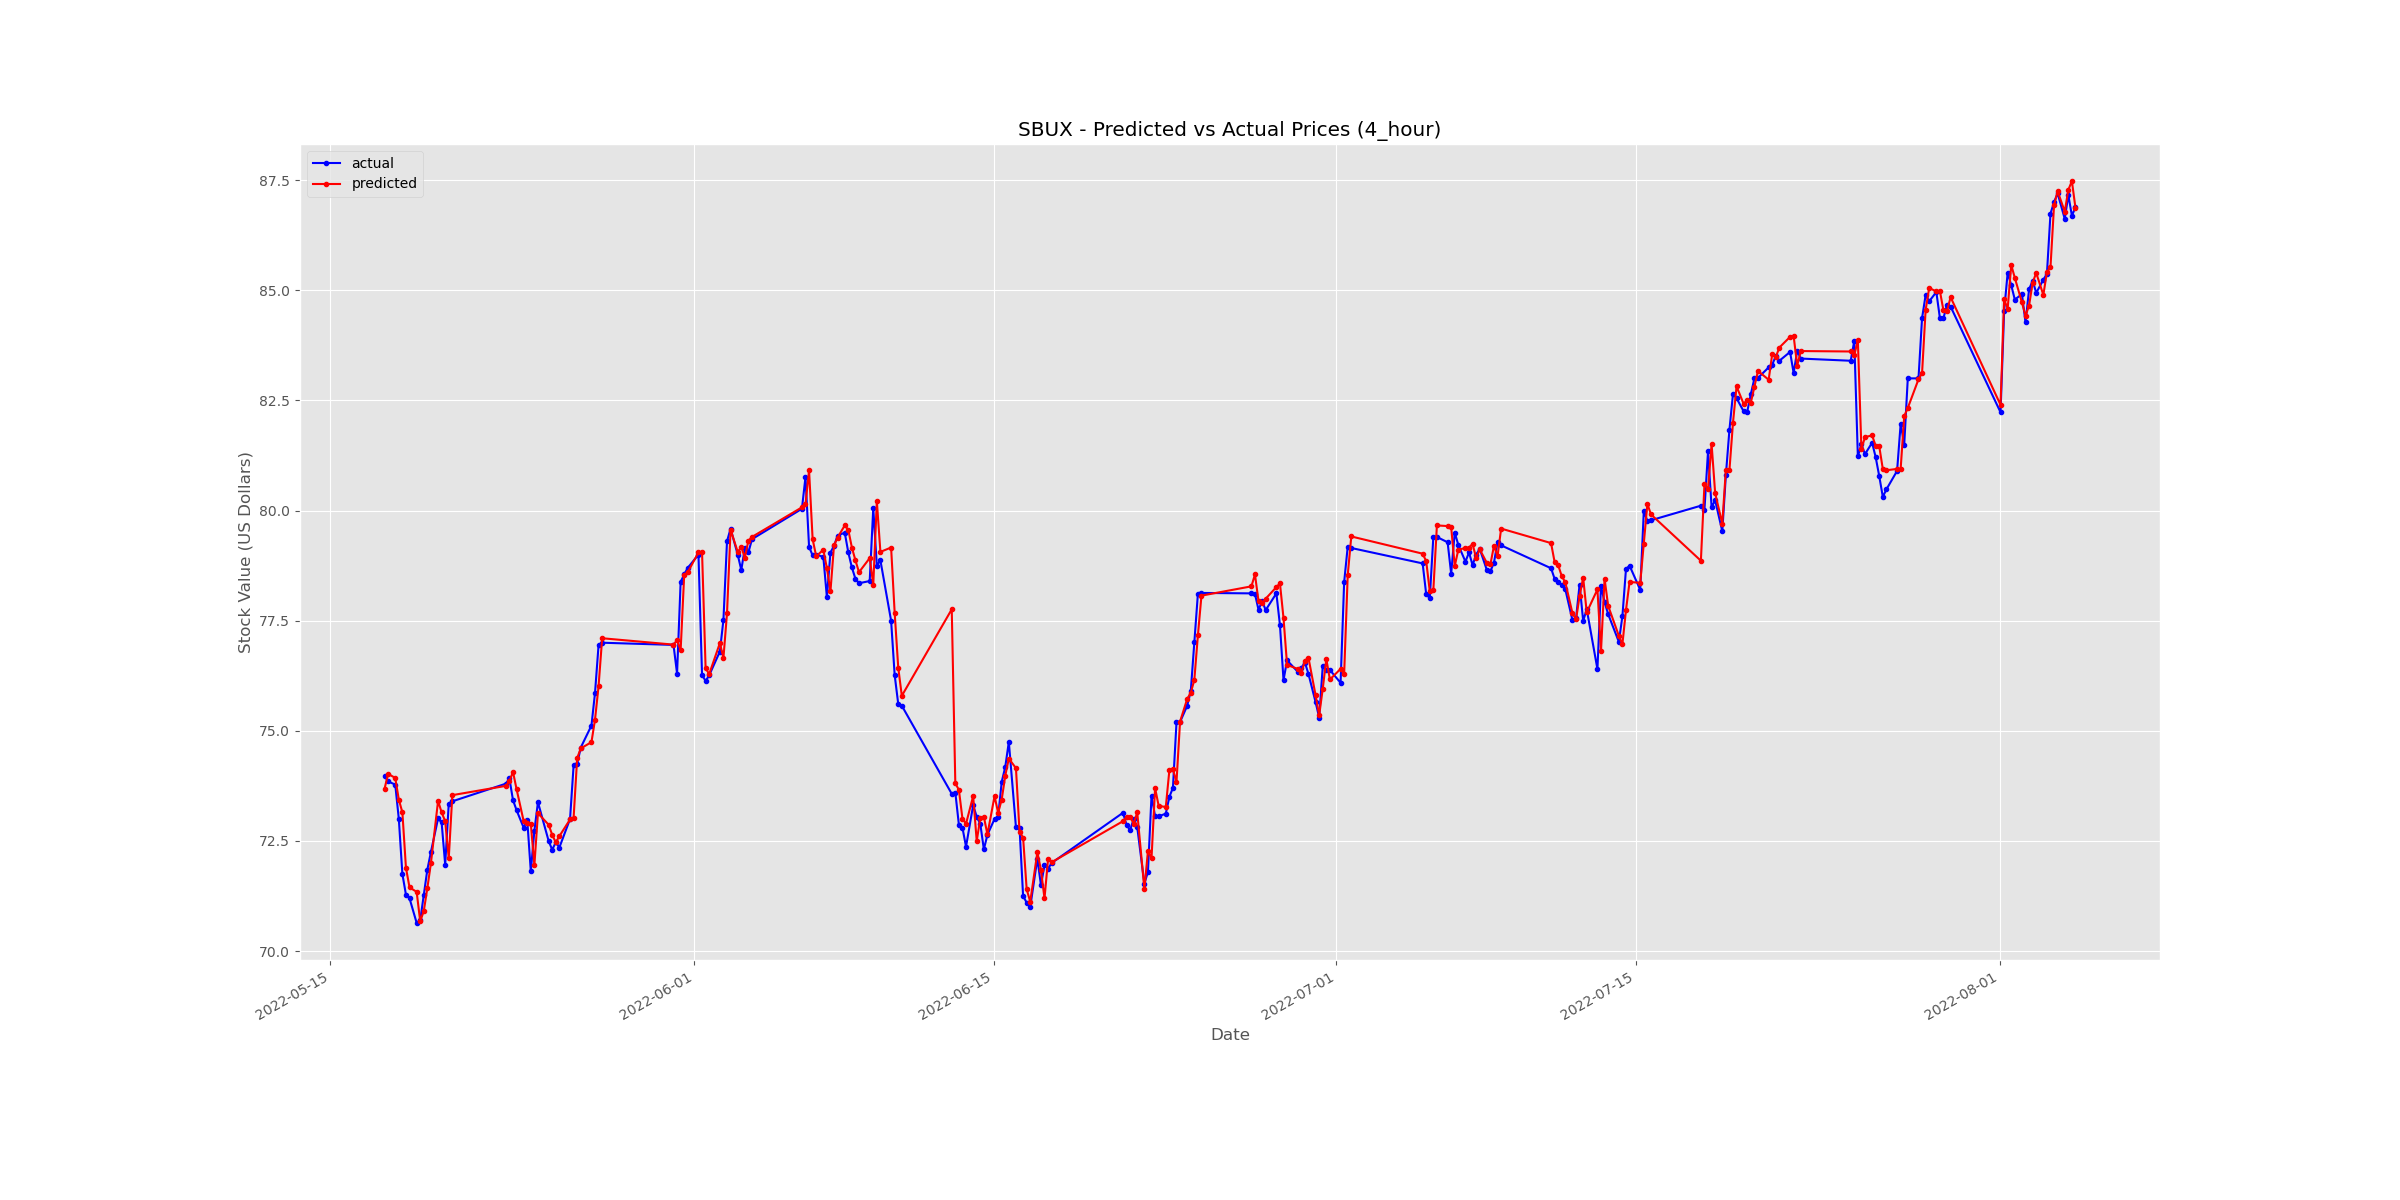 SBUX - Predicted vs Actual Prices (4_hour)
actual
predicted
87.5
85.0
82.5
80.0
77.5
75.0
72.5
70.0
Stock Value (US Dollars)
2022-05-15
2022-06-01
2022-06-15
2022-07-01
2022-07-15
2022-08-01
Date